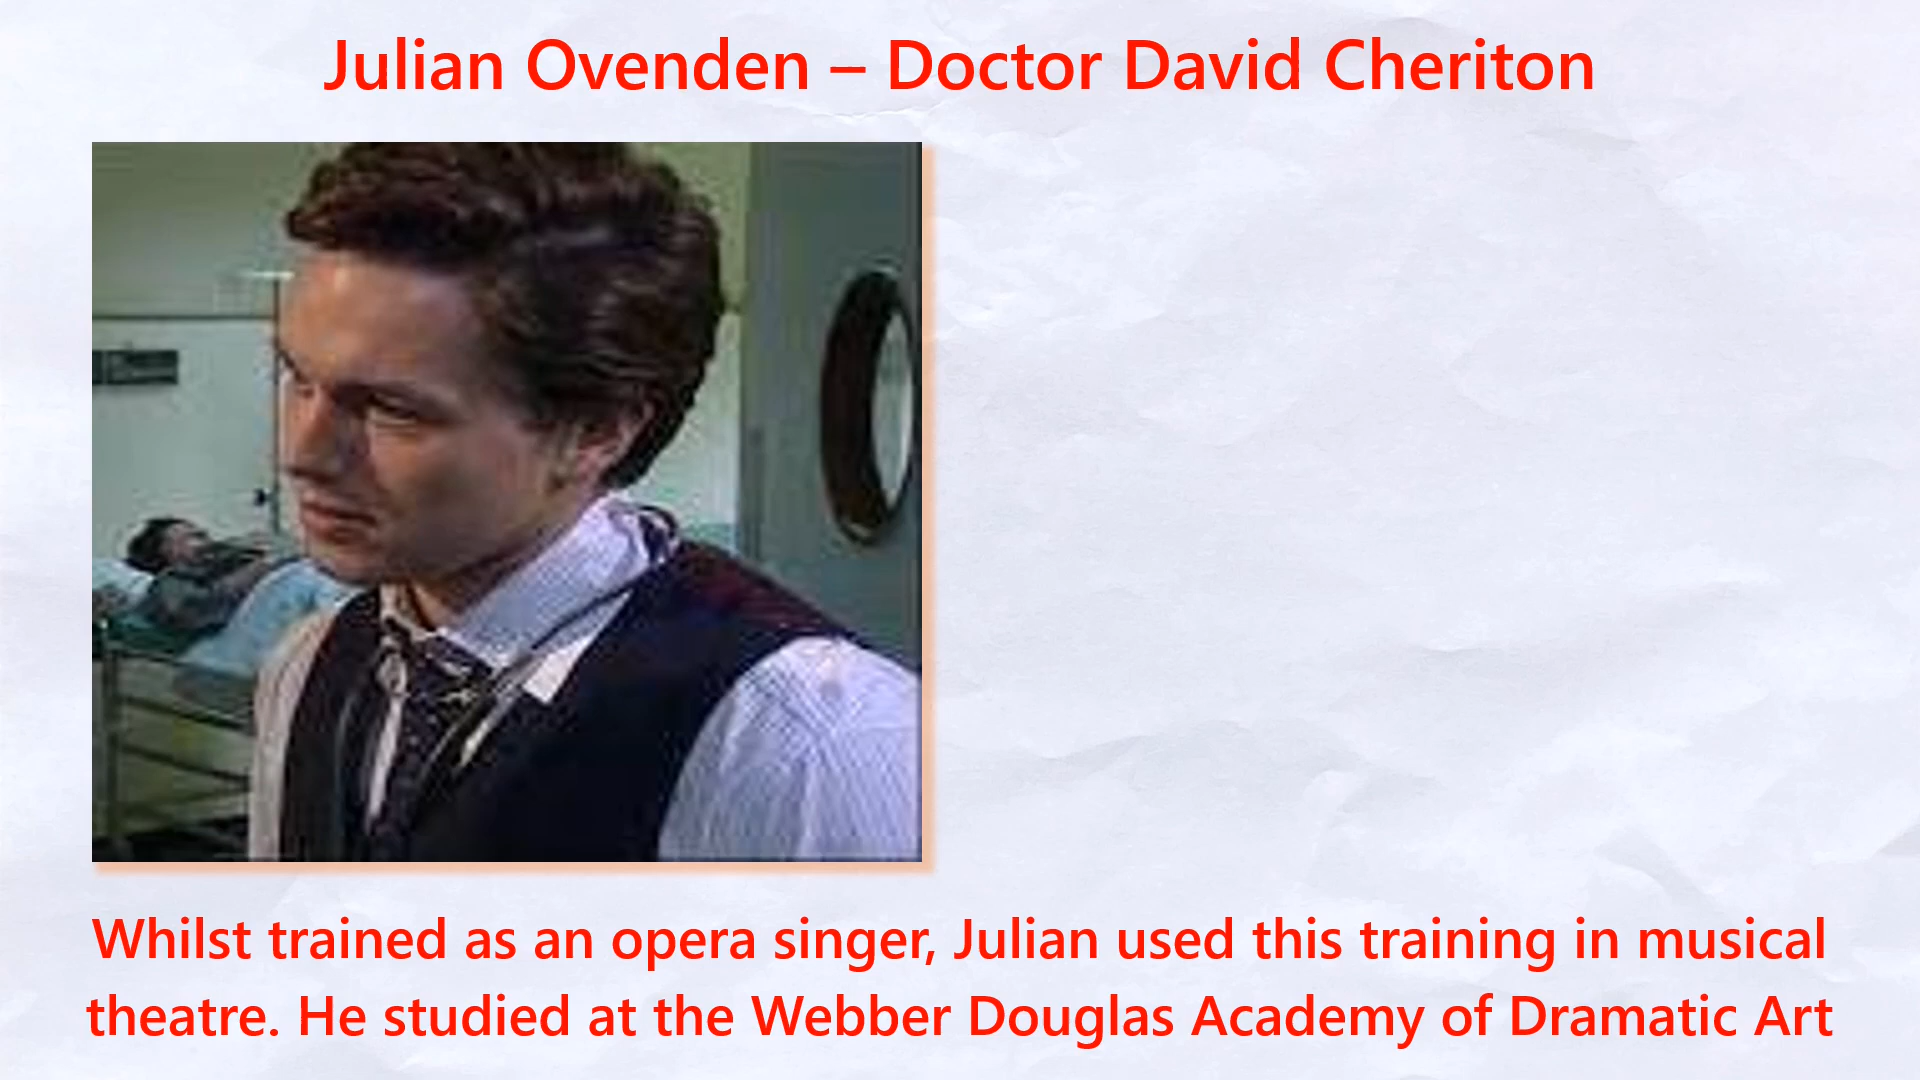 Julian Ovenden – Doctor David Cheriton
Whilst trained as an opera singer, Julian used this training in musical
theatre. He studied at the Webber Douglas Academy of Dramatic Art